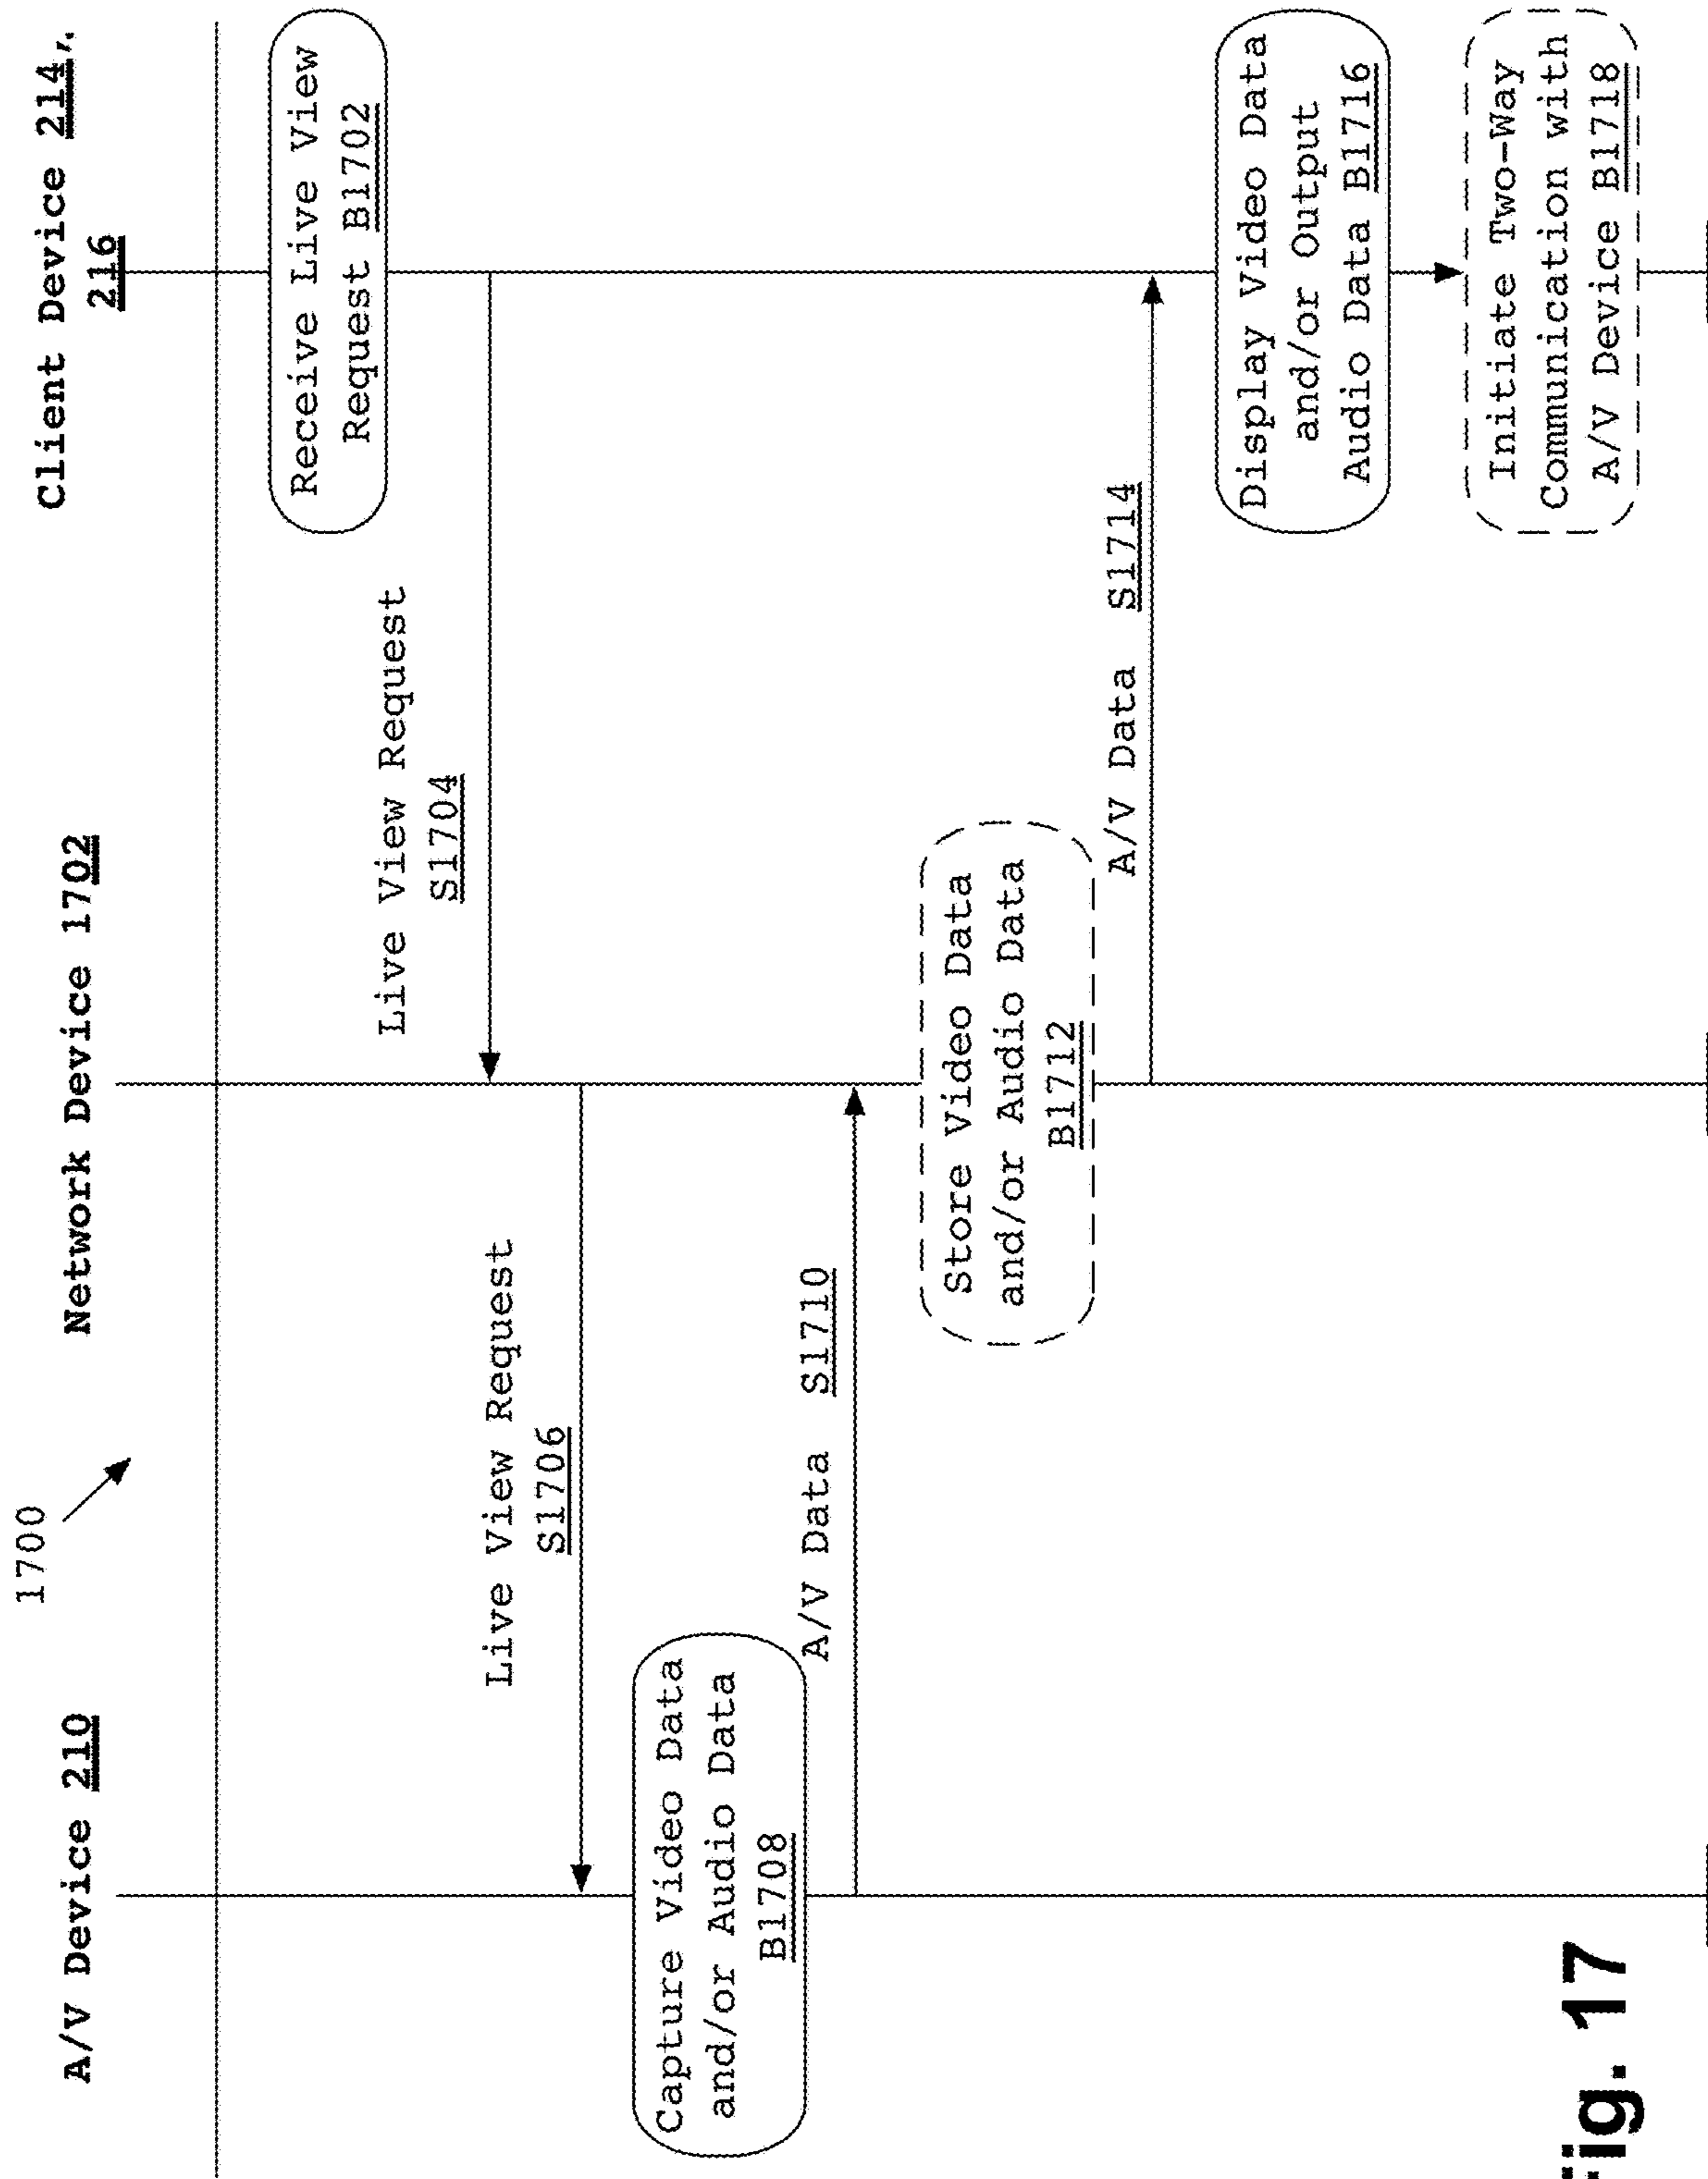 1700
A/V Device 210
Network Device 1702
Client Device 214,
216
Receive Live View
Request B1702
Live View Request
S1704
Live View Request
S1706
Capture Video Data
and/or Audio Data
B1708
A/V Data S1710
Store Video Data
and/or Audio Data
B1712
A/V Data S1714
Display Video Data
and/or Output
Audio Data B1716
Initiate Two-Way
Communication with
A/V Device B1718
Fig. 17